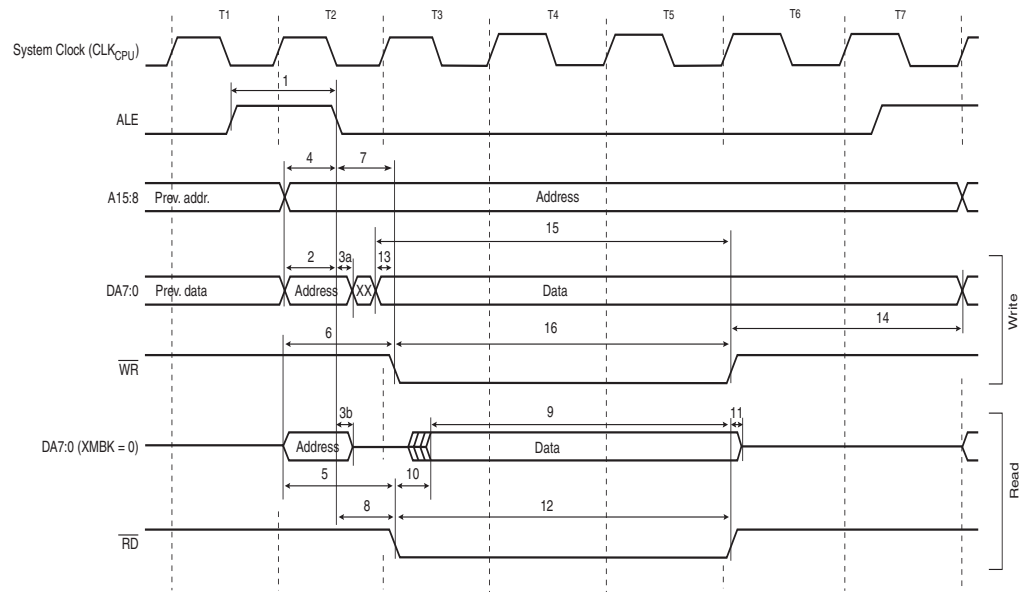 T1 T2 T3 T4 T5 T6 T7
System Clock (CLKCPU)
1
ALE
4 7
A15:8 Prev. addr. Address
15
2 3a 13
DA7:0 Prev. data Address XX Data
14
6 16
WR
Write
3b 9 11
DA7:0 (XMBK = 0) Address Data
5 10
8 12
RD
Read